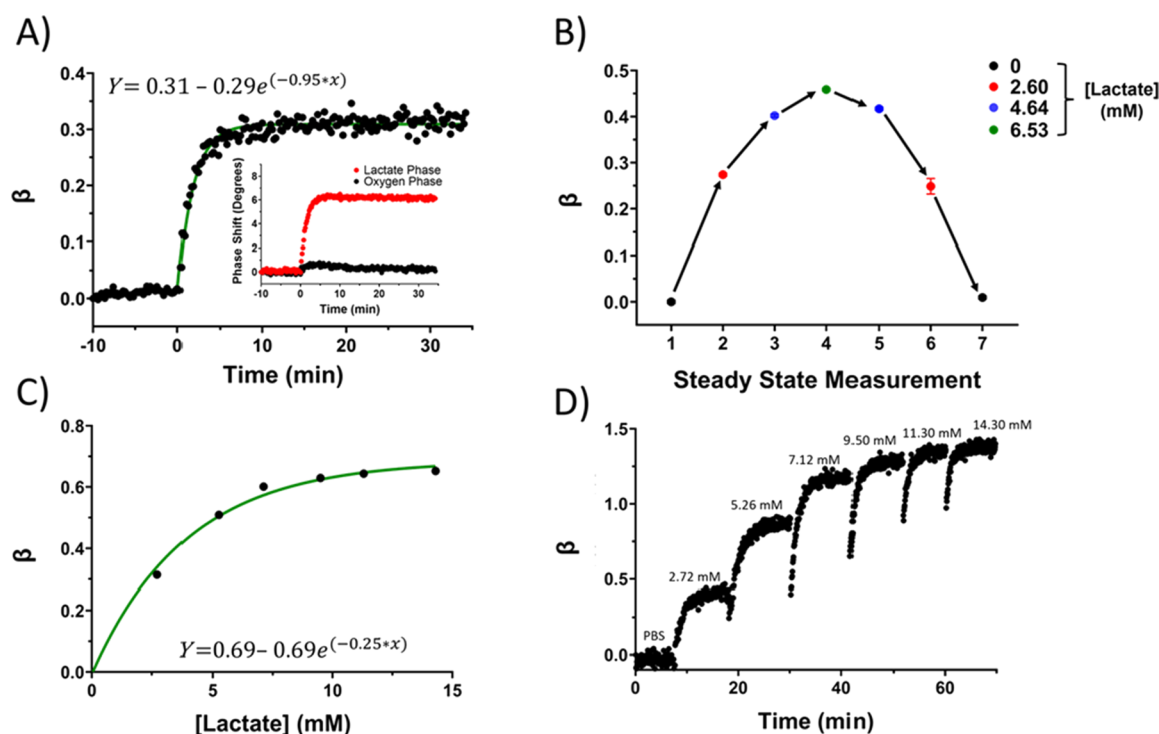 A)
Y= 0.31 – 0.29e^(−0.95*x)
β
0.4
0.3
0.2
0.1
0.0
-10
0
10
20
30
Time (min)
Lactate Phase
Oxygen Phase
Phase Shift (Degrees)
8
6
4
2
0
-10
0
10
20
30
Time (min)
B)
β
0.5
0.4
0.3
0.2
0.1
0.0
1
2
3
4
5
6
7
Steady State Measurement
0
2.60
4.64
6.53
[Lactate]
(mM)
C)
β
0.8
0.6
0.4
0.2
0.0
0
5
10
15
Y=0.69– 0.69e^(−0.25*x)
[Lactate] (mM)
D)
β
1.5
1.0
0.5
0.0
0
20
40
60
PBS
2.72 mM
5.26 mM
7.12 mM
9.50 mM
11.30 mM
14.30 mM
Time (min)